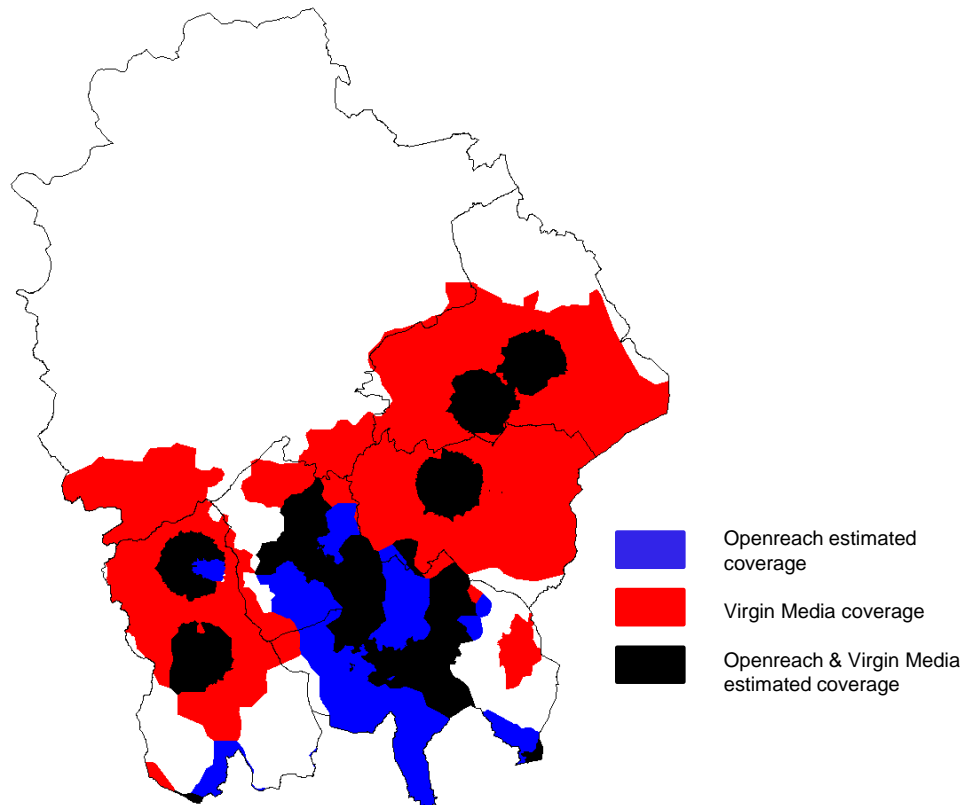 Openreach estimated
coverage
Virgin Media coverage
Openreach & Virgin Media
estimated coverage